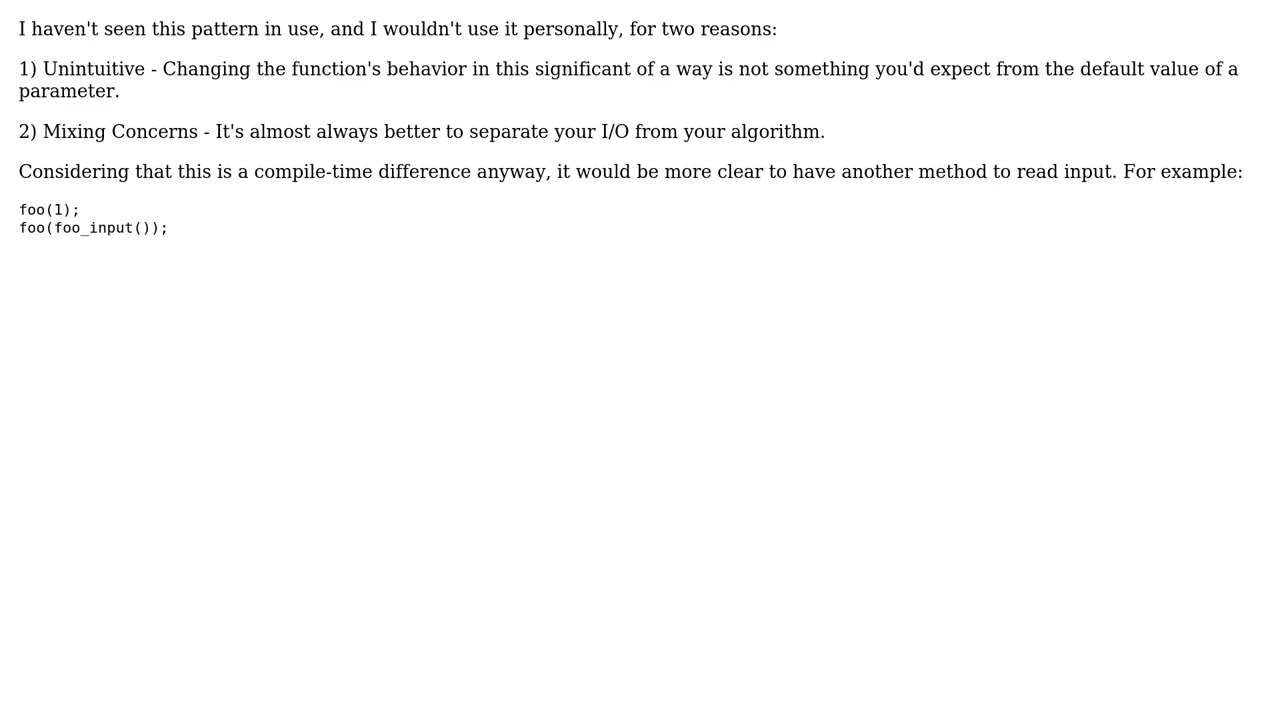 I haven't seen this pattern in use, and I wouldn't use it personally, for two reasons:
1) Unintuitive - Changing the function's behavior in this significant of a way is not something you'd expect from the default value of a
parameter.
2) Mixing Concerns - It's almost always better to separate your I/O from your algorithm.
Considering that this is a compile-time difference anyway, it would be more clear to have another method to read input. For example:
foo(1);
foo(foo_input());